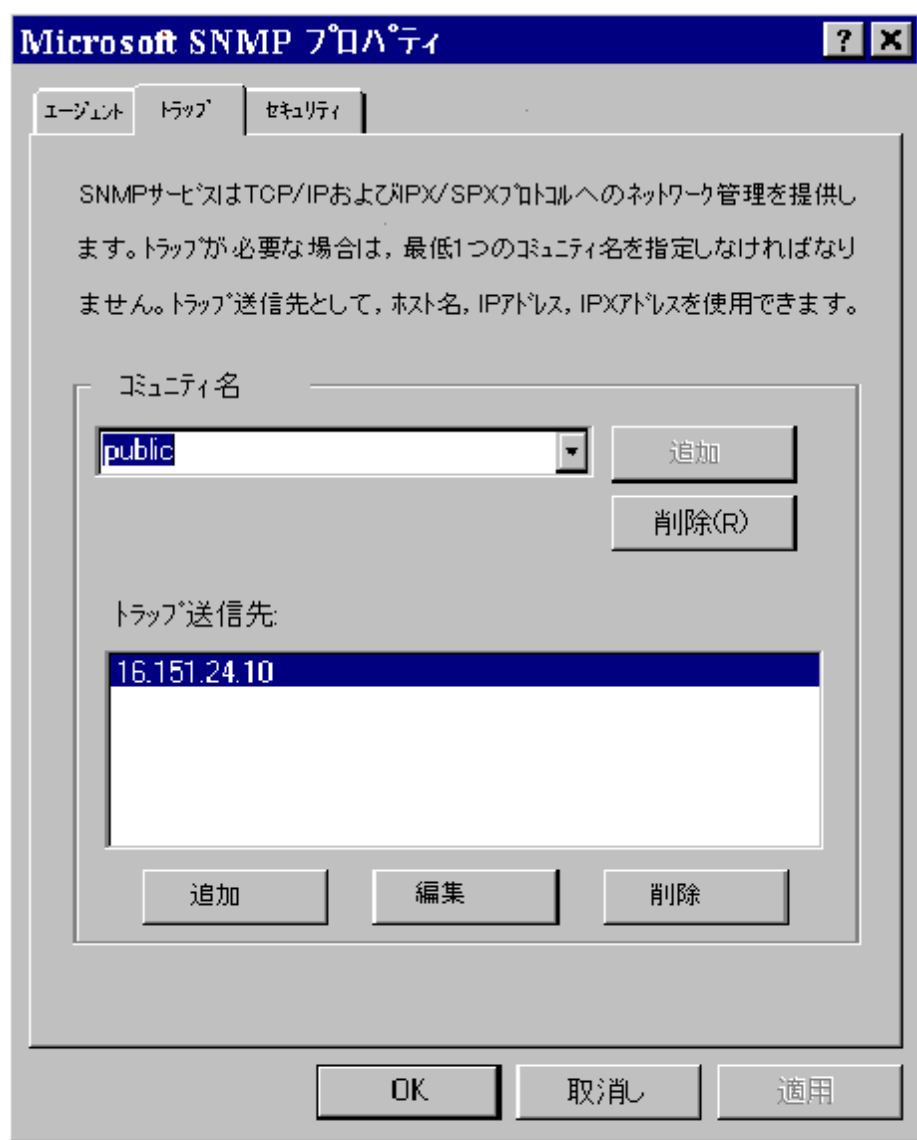 Microsoft SNMP ﾌﾟﾛﾊﾟﾃｨ
ｴｰｼﾞｪﾝﾄ
ﾄﾗｯﾌﾟ
ｾｷｭﾘﾃｨ
SNMPｻｰﾋﾞｽはTCP/IPおよびIPX/SPXﾌﾟﾛﾄｺﾙへのﾈｯﾄﾜｰｸ管理を提供し
ます。ﾄﾗｯﾌﾟが必要な場合は, 最低1つのｺﾐｭﾆﾃｨ名を指定しなければなり
ません。ﾄﾗｯﾌﾟ送信先として, ﾎｽﾄ名, IPｱﾄﾞﾚｽ, IPXｱﾄﾞﾚｽを使用できます。
ｺﾐｭﾆﾃｨ名
public
追加
削除(R)
ﾄﾗｯﾌﾟ送信先:
16.151.24.10
追加
編集
削除
OK
取消し
適用